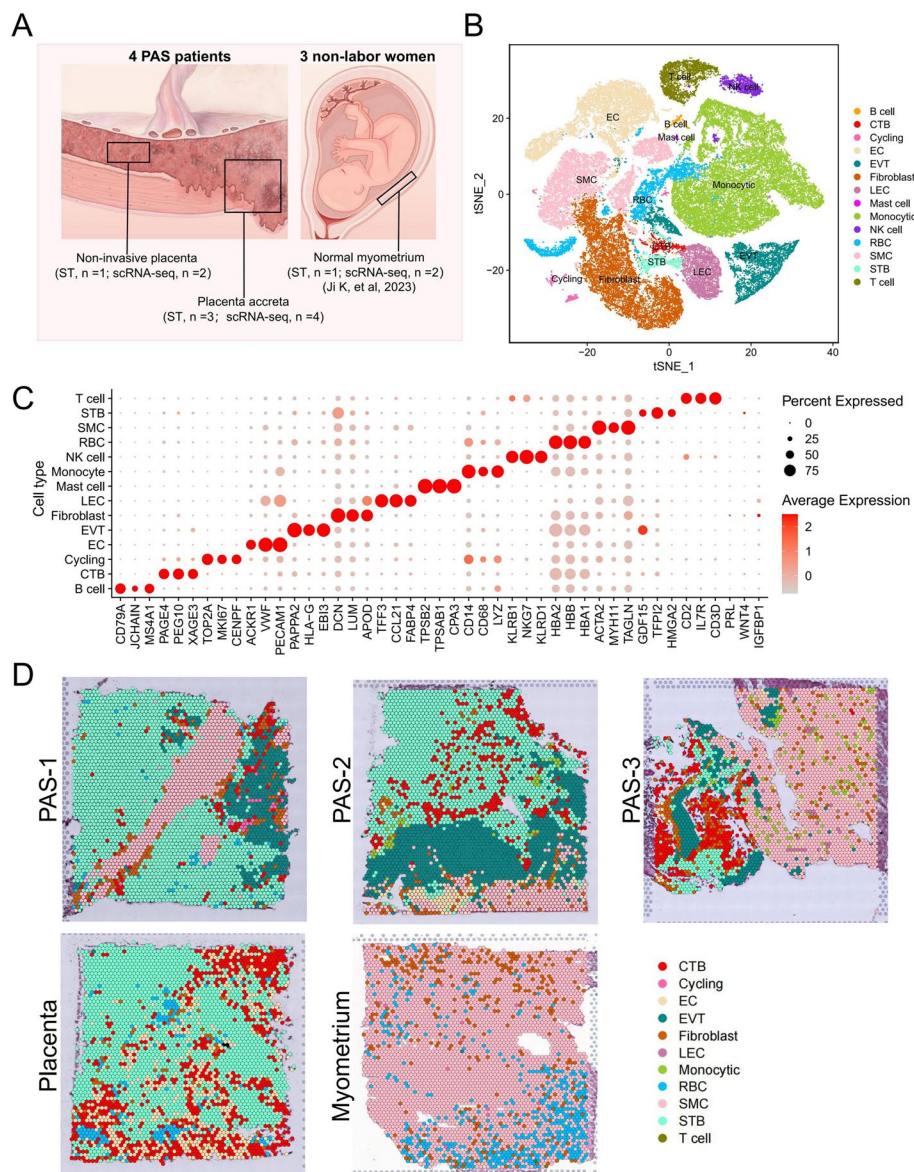 A
4 PAS patients
3 non-labor women
Non-invasive placenta
(ST, n =1; scRNA-seq, n =2)
Placenta accreta
(ST, n =3； scRNA-seq, n =4)
Normal myometrium
(ST, n =1; scRNA-seq, n =2)
(Ji K, et al, 2023)
B
tSNE_2
20
0
−20
−20
0
20
40
tSNE_1
T cell
NK cell
EC
B cell
Mast cell
SMC
Monocytic
RBC
CTB
STB
LEC
EVT
Cycling
Fibroblast
B cell
CTB
Cycling
EC
EVT
Fibroblast
LEC
Mast cell
Monocytic
NK cell
RBC
SMC
STB
T cell
C
Cell type
T cell
STB
SMC
RBC
NK cell
Monocyte
Mast cell
LEC
Fibroblast
EVT
EC
Cycling
CTB
B cell
CD79A
JCHAIN
MS4A1
PAGE4
PEG10
XAGE3
TOP2A
MKI67
CENPF
ACKR1
VWF
PECAM1
PAPPA2
HLA-G
EBI3
DCN
LUM
APOD
TFF3
CCL21
FABP4
TPSB2
TPSAB1
CPA3
CD14
CD68
LYZ
KLRB1
NKG7
KLRD1
HBA2
HBB
HBA1
ACTA2
MYH11
TAGLN
GDF15
TFPI2
HMGA2
CD2
IL7R
CD3D
PRL
WNT4
IGFBP1
Percent Expressed
0
25
50
75
Average Expression
2
1
0
D
PAS-1
PAS-2
PAS-3
Placenta
Myometrium
CTB
Cycling
EC
EVT
Fibroblast
LEC
Monocytic
RBC
SMC
STB
T cell